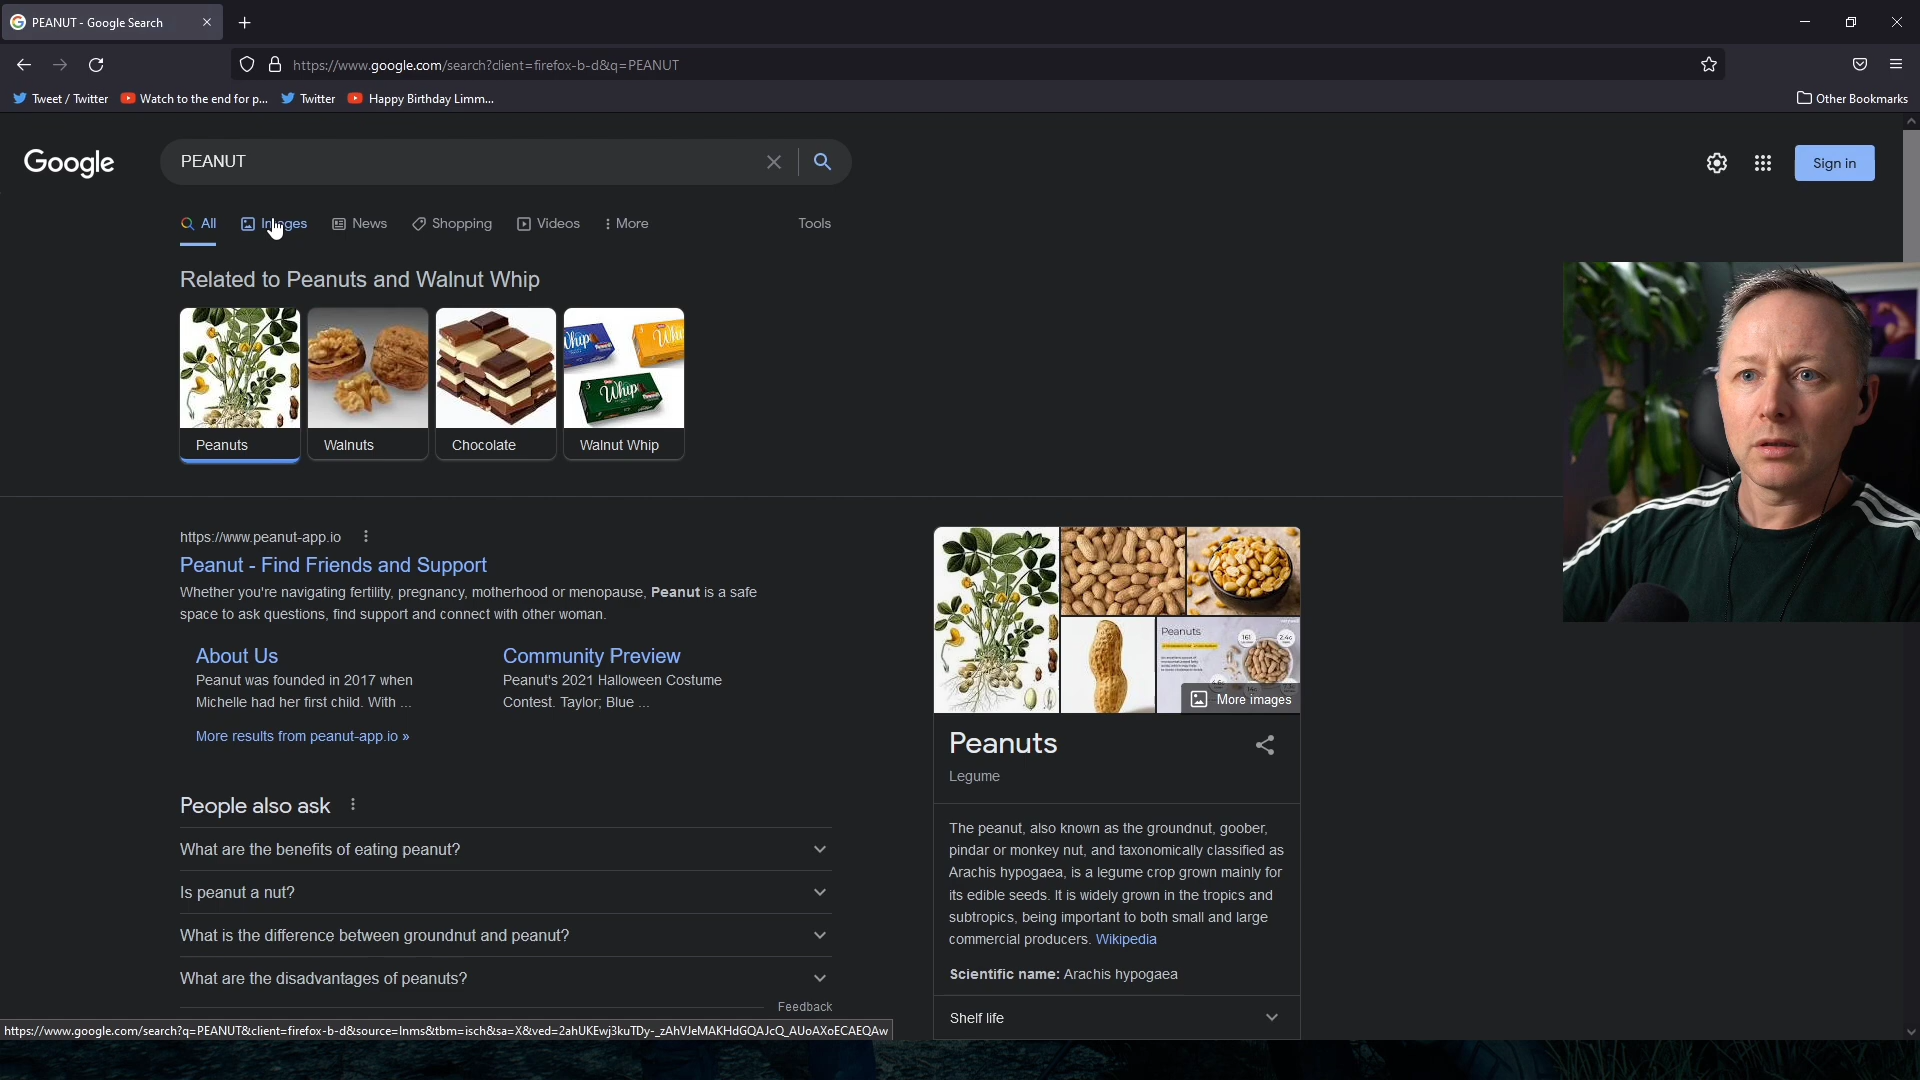 PEANUT - Google Search
https://www.google.com/search?client=firefox-b-d&q=PEANUT
Tweet / Twitter
Watch to the end for p...
Twitter
Happy Birthday Limm...
Other Bookmarks
Google
PEANUT
Sign in
All
Images
News
Shopping
Videos
More
Tools
Related to Peanuts and Walnut Whip
Whip
Whip
Peanuts
Walnuts
Chocolate
Walnut Whip
https://www.peanut-app.io
Peanut - Find Friends and Support
Whether you're navigating fertility, pregnancy, motherhood or menopause, Peanut is a safe
space to ask questions, find support and connect with other woman.
About Us
Peanut was founded in 2017 when
Michelle had her first child. With ...
Community Preview
Peanut's 2021 Halloween Costume
Contest. Taylor; Blue ...
More results from peanut-app.io »
People also ask
What are the benefits of eating peanut?
Is peanut a nut?
What is the difference between groundnut and peanut?
What are the disadvantages of peanuts?
Feedback
Peanuts
161
2.4g
More images
Peanuts
Legume
The peanut, also known as the groundnut, goober,
pindar or monkey nut, and taxonomically classified as
Arachis hypogaea, is a legume crop grown mainly for
its edible seeds. It is widely grown in the tropics and
subtropics, being important to both small and large
commercial producers. Wikipedia
Scientific name: Arachis hypogaea
Shelf life
https://www.google.com/search?q=PEANUT&client=firefox-b-d&source=lnms&tbm=isch&sa=X&ved=2ahUKEwj3kuTDy-_zAhVJeMAKHdGQAJcQ_AUoAXoECAEQAw